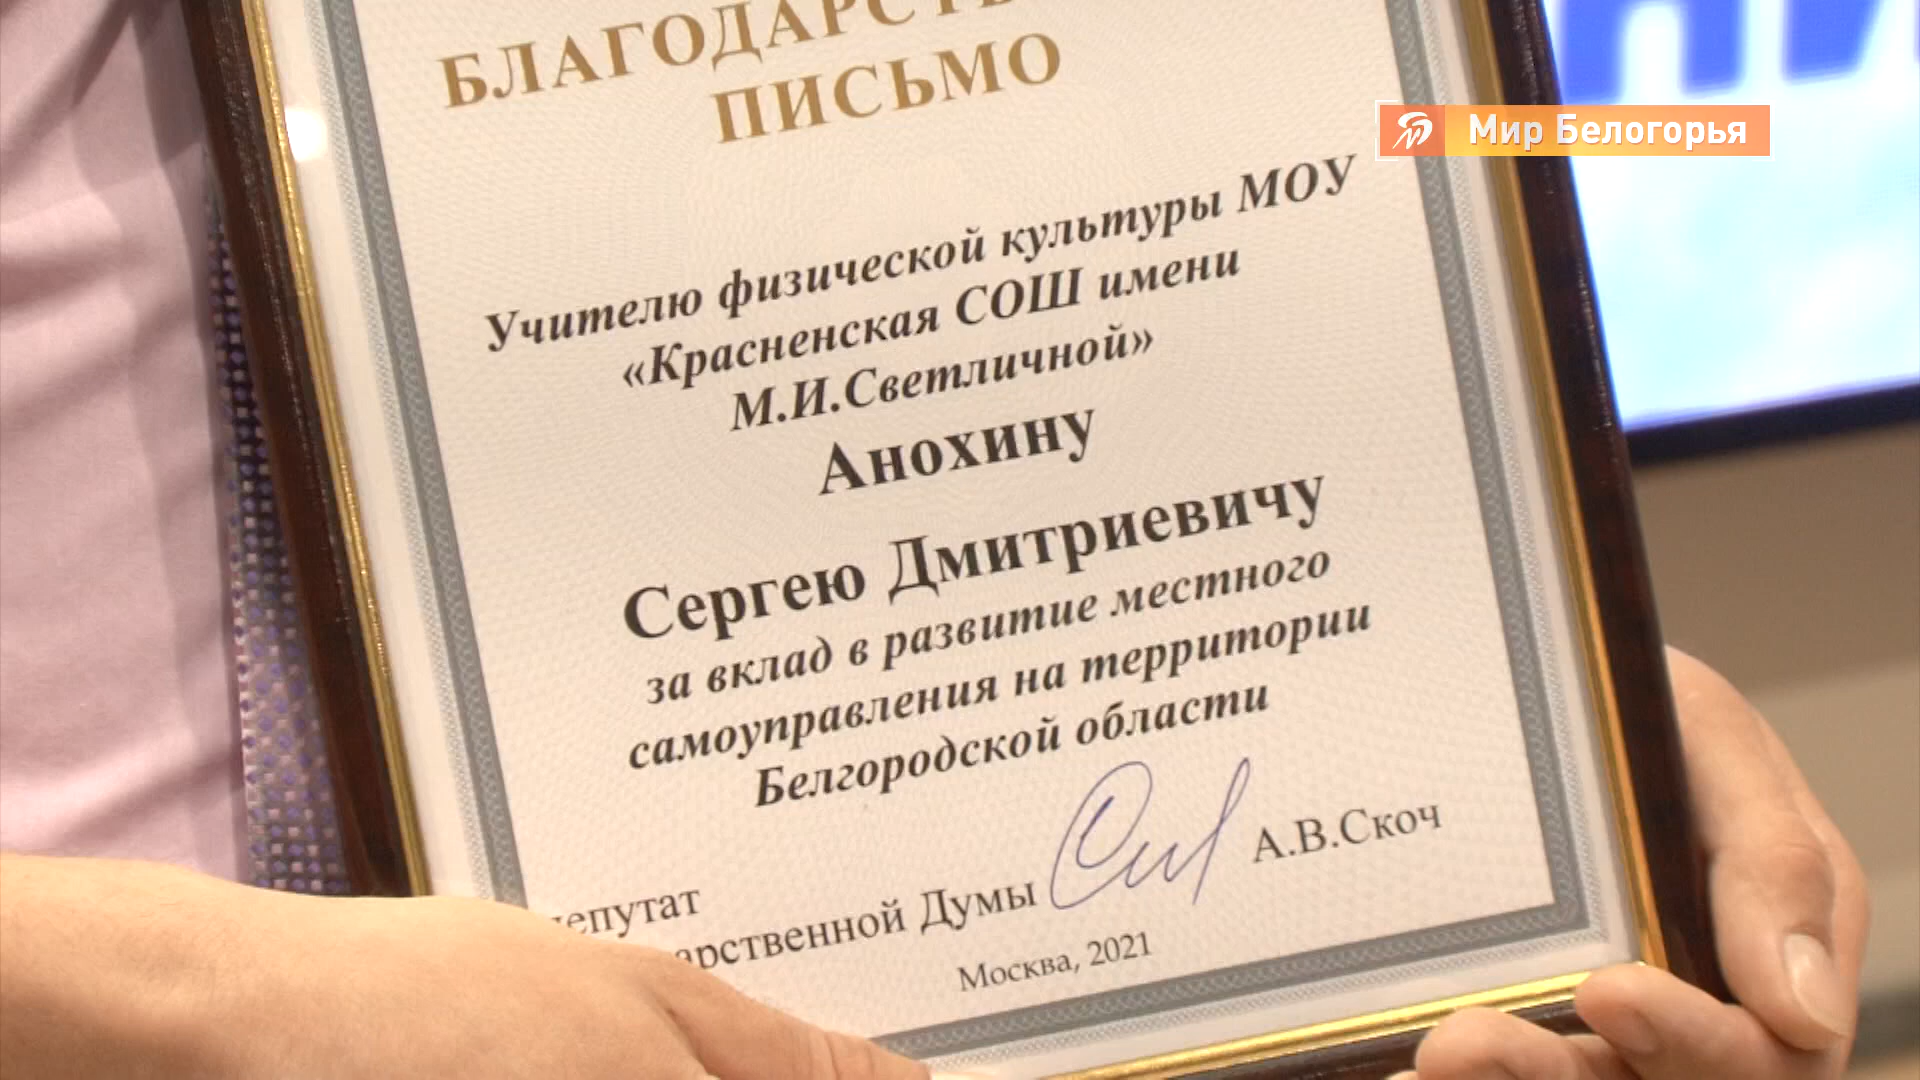 Мир Белогорья
ПИСЬМО
Учителю физической культуры МОУ
«Красненская СОШ имени
М.И.Светличной»
Анохину
Сергею Дмитриевичу
за вклад в развитие местного
самоуправления на территории
Белгородской области
А.В.Скоч
Думы
Москва, 2021